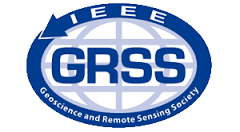 IEEE
GRSS
Geoscience and Remote Sensing Society